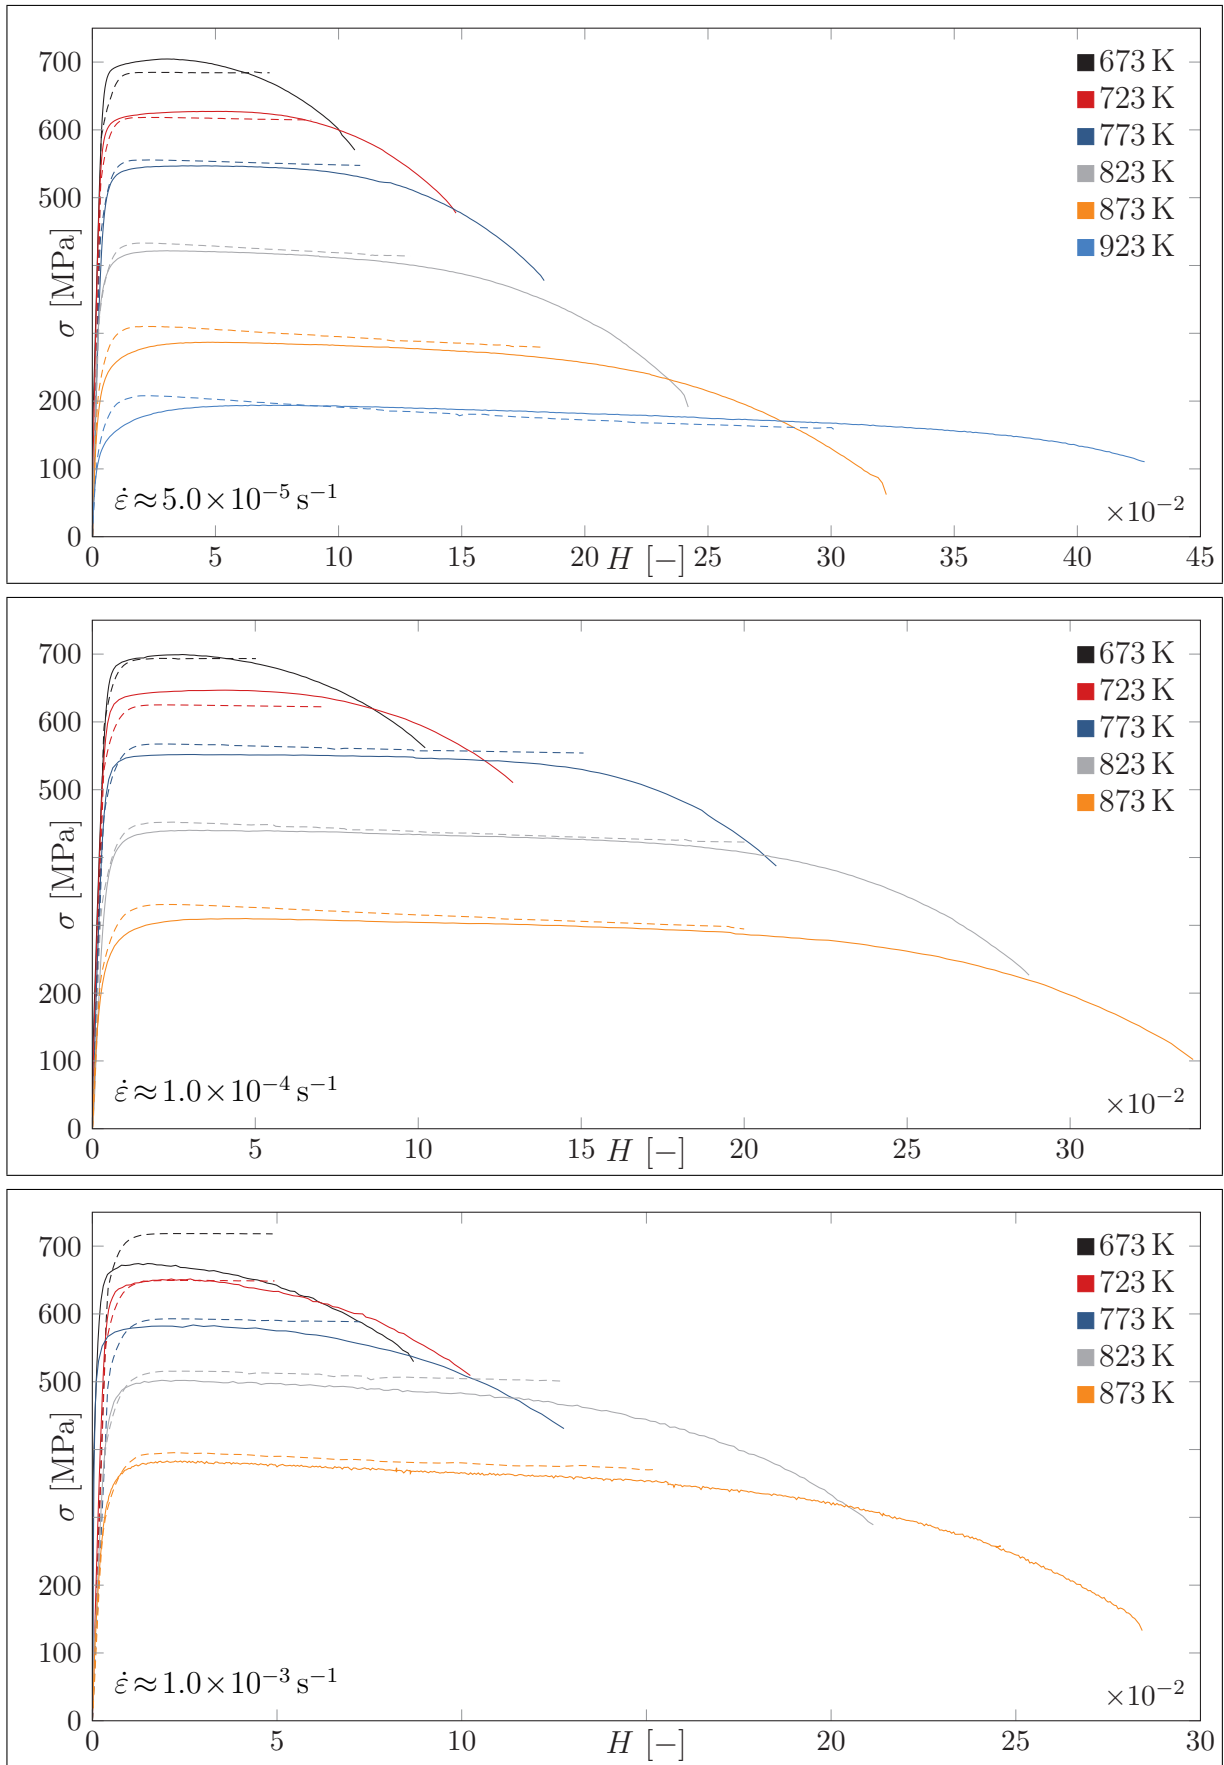 700
600
500
200
100
0
σ [MPa]
673 K
723 K
773 K
823 K
873 K
923 K
ε̇ ≈ 5.0 × 10⁻⁵ s⁻¹
×10⁻²
0 5 10 15 20 H [−] 25 30 35 40 45
700
600
500
200
100
0
σ [MPa]
673 K
723 K
773 K
823 K
873 K
ε̇ ≈ 1.0 × 10⁻⁴ s⁻¹
×10⁻²
0 5 10 15 H [−] 20 25 30
700
600
500
200
100
0
σ [MPa]
673 K
723 K
773 K
823 K
873 K
ε̇ ≈ 1.0 × 10⁻³ s⁻¹
×10⁻²
0 5 10 H [−] 20 25 30